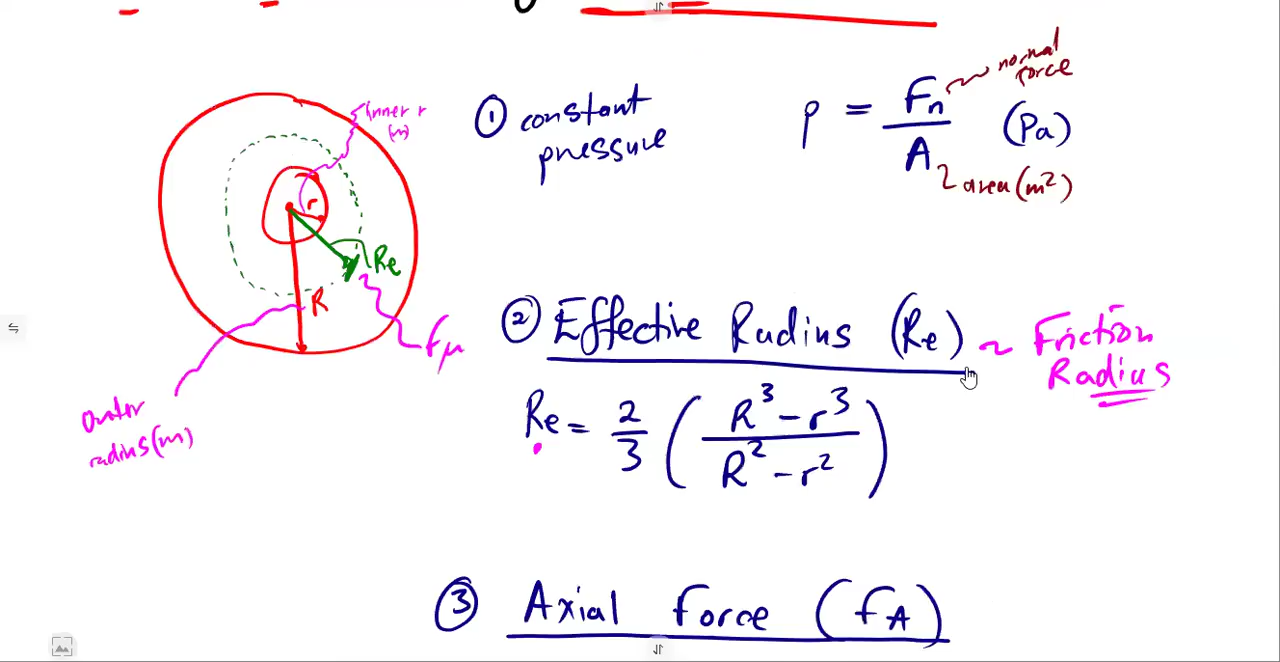 inner r
(m)
r
Re
R
Fμ
outer
radius(m)
① constant
pressure
P = Fn / A (Pa)
normal
force
area (m²)
② Effective Radius (Re) ~ Friction
Radius
Re = 2/3 ( R³ - r³ / R² - r² )
③ Axial Force (FA)